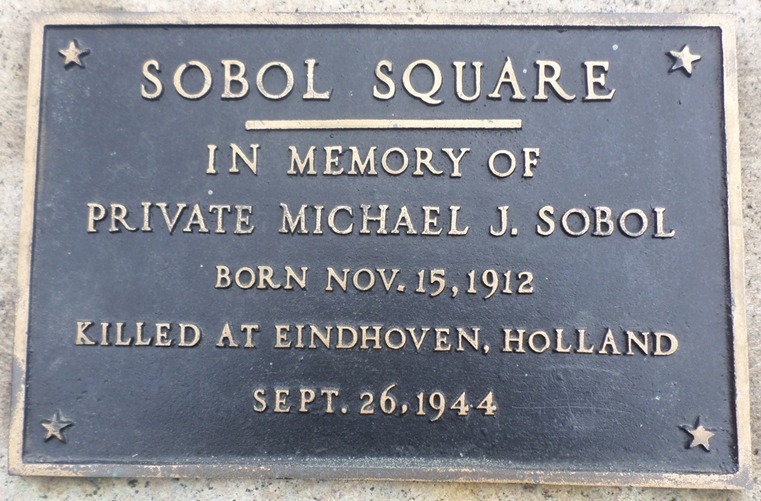 SOBOL SQUARE
IN MEMORY OF
PRIVATE MICHAEL J. SOBOL
BORN NOV. 15, 1912
KILLED AT EINDHOVEN, HOLLAND
SEPT. 26, 1944